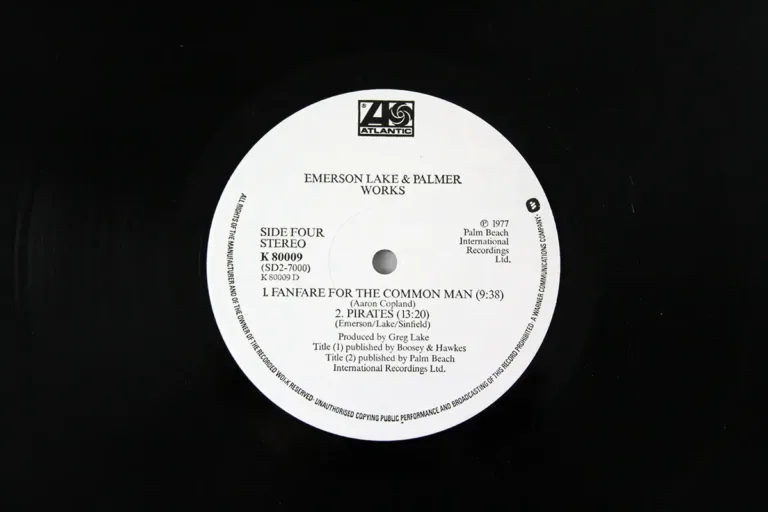 ATLANTIC
EMERSON LAKE & PALMER
WORKS
SIDE FOUR
STEREO
K 80009
(SD2-7000)
K 80009 D
℗ 1977
Palm Beach
International
Recordings
Ltd.
1. FANFARE FOR THE COMMON MAN (9:38)
(Aaron Copland)
2. PIRATES (13:20)
(Emerson/Lake/Sinfield)
Produced by Greg Lake
Title (1) published by Boosey & Hawkes
Title (2) published by Palm Beach
International Recordings Ltd.
ALL RIGHTS OF THE MANUFACTURER AND OF THE OWNER OF THE RECORDED WORK RESERVED· UNAUTHORISED COPYING PUBLIC PERFORMANCE AND BROADCASTING OF THIS RECORD PROHIBITED· A WARNER COMMUNICATIONS COMPANY·